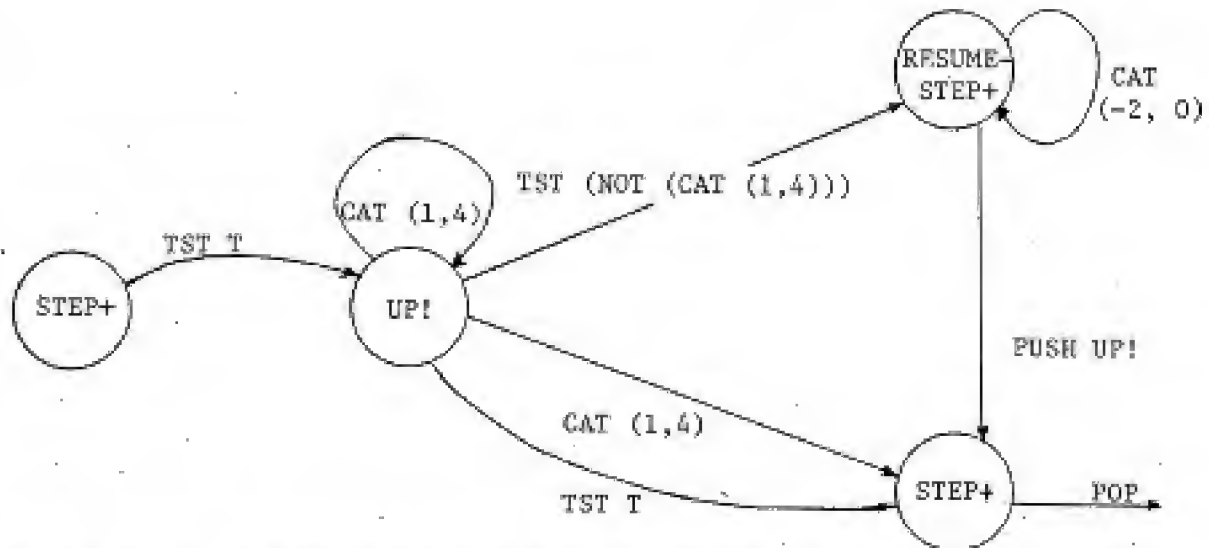 RESUME-
STEP+
CAT
(-2, 0)
TST (NOT (CAT (1,4)))
CAT (1,4)
TST T
STEP+
UP!
PUSH UP!
CAT (1,4)
TST T
STEP+
POP